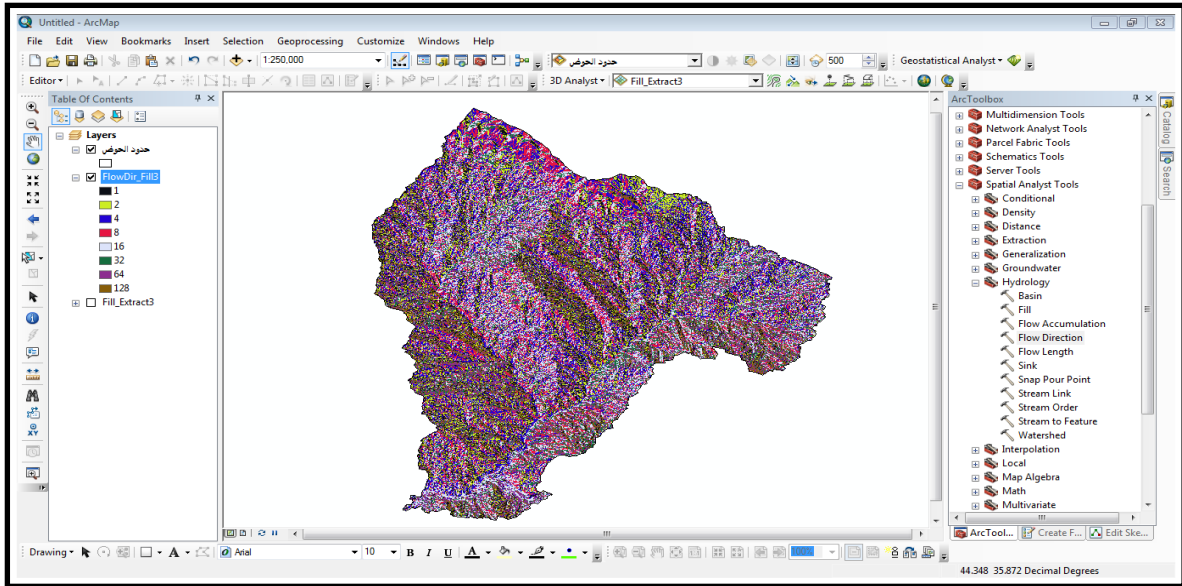 Untitled - ArcMap
File Edit View Bookmarks Insert Selection Geoprocessing Customize Windows Help
1:250,000 حدود الحوض 500 Geostatistical Analyst
Editor 3D Analyst Fill_Extract3
Table Of Contents
Layers
حدود الحوض
FlowDir_Fill3
1
2
4
8
16
32
64
128
Fill_Extract3
ArcToolbox
Multidimension Tools
Network Analyst Tools
Parcel Fabric Tools
Schematics Tools
Server Tools
Spatial Analyst Tools
Conditional
Density
Distance
Extraction
Generalization
Groundwater
Hydrology
Basin
Fill
Flow Accumulation
Flow Direction
Flow Length
Sink
Snap Pour Point
Stream Link
Stream Order
Stream to Feature
Watershed
Interpolation
Local
Map Algebra
Math
Multivariate
ArcTool... Create F... Edit Ske...
Catalog
Search
Drawing A Arial 10 B I U A 100%
44.348 35.872 Decimal Degrees